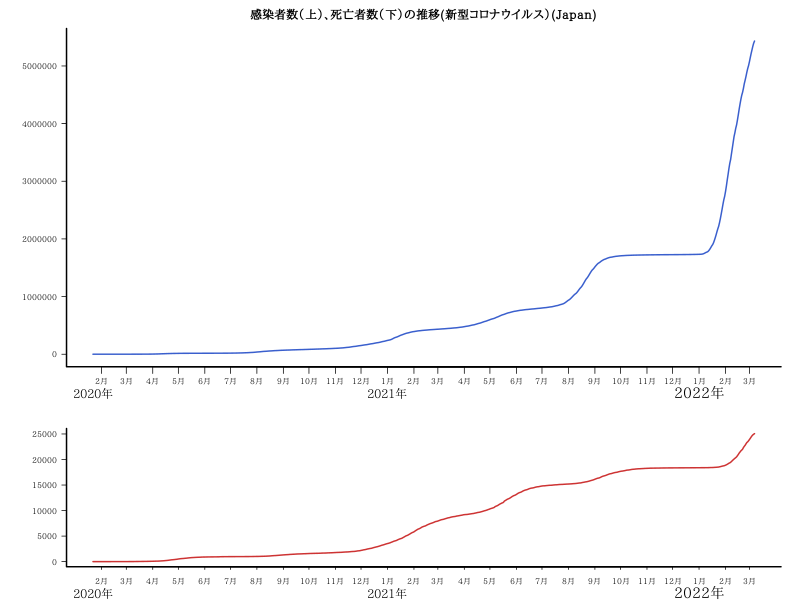 感染者数(上)、死亡者数(下)の推移(新型コロナウイルス)(Japan)
5000000
4000000
3000000
2000000
1000000
0
2月 3月 4月 5月 6月 7月 8月 9月 10月 11月 12月 1月 2月 3月 4月 5月 6月 7月 8月 9月 10月 11月 12月 1月 2月 3月
2020年 2021年 2022年
25000
20000
15000
10000
5000
0
2月 3月 4月 5月 6月 7月 8月 9月 10月 11月 12月 1月 2月 3月 4月 5月 6月 7月 8月 9月 10月 11月 12月 1月 2月 3月
2020年 2021年 2022年